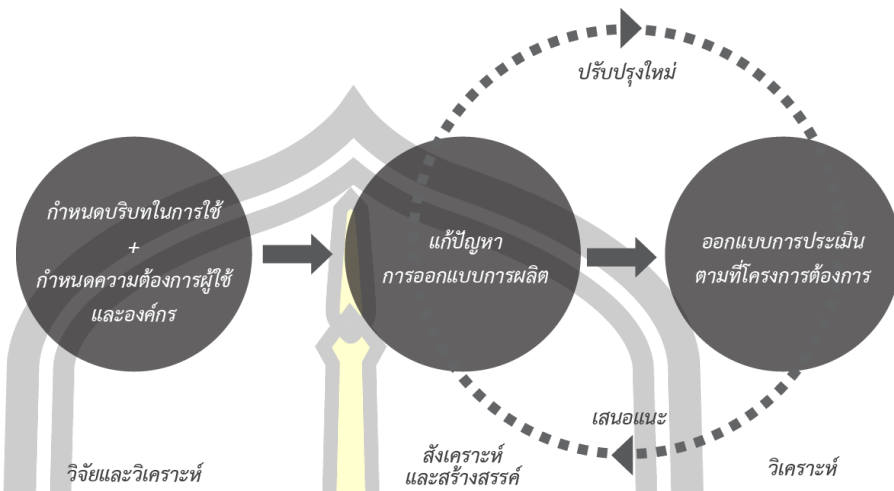 ปรับปรุงใหม่
กำหนดบริบทในการใช้
+
กำหนดความต้องการผู้ใช้
และองค์กร
แก้ปัญหา
การออกแบบการผลิต
ออกแบบการประเมิน
ตามที่โครงการต้องการ
เสนอแนะ
วิจัยและวิเคราะห์
สังเคราะห์
และสร้างสรรค์
วิเคราะห์